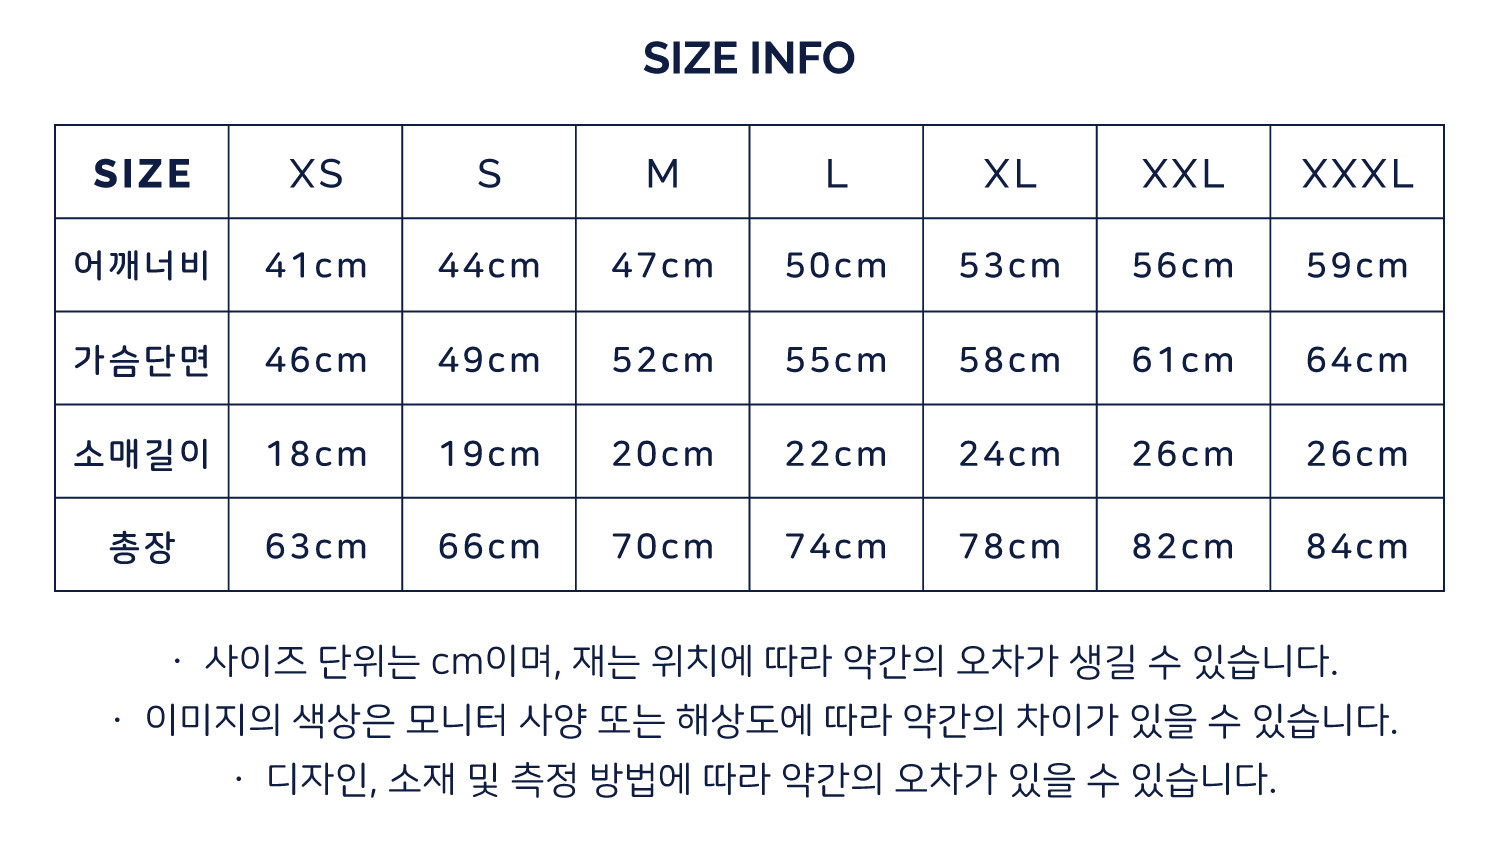 SIZE INFO
SIZE XS S M L XL XXL XXXL
어깨너비 41cm 44cm 47cm 50cm 53cm 56cm 59cm
가슴단면 46cm 49cm 52cm 55cm 58cm 61cm 64cm
소매길이 18cm 19cm 20cm 22cm 24cm 26cm 26cm
총장 63cm 66cm 70cm 74cm 78cm 82cm 84cm
· 사이즈 단위는 cm이며, 재는 위치에 따라 약간의 오차가 생길 수 있습니다.
· 이미지의 색상은 모니터 사양 또는 해상도에 따라 약간의 차이가 있을 수 있습니다.
· 디자인, 소재 및 측정 방법에 따라 약간의 오차가 있을 수 있습니다.